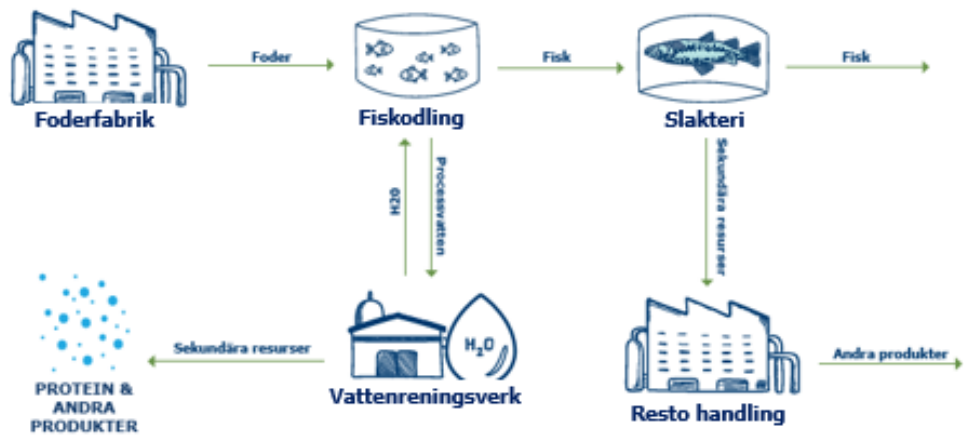 Foder
Fisk
Fisk
Foderfabrik
Fiskodling
Slakteri
H20
Processvatten
Sekundära resurser
H₂O
Sekundära resurser
Andra produkter
PROTEIN &
ANDRA
PRODUKTER
Vattenreningsverk
Resto handling